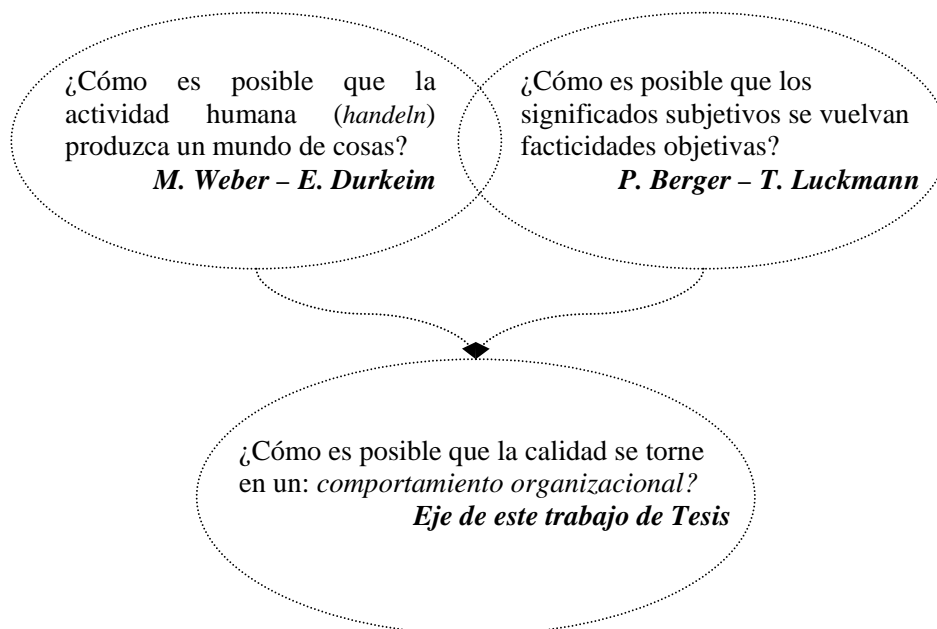 ¿Cómo es posible que la
actividad humana (handeln)
produzca un mundo de cosas?
M. Weber – E. Durkeim
¿Cómo es posible que los
significados subjetivos se vuelvan
facticidades objetivas?
P. Berger – T. Luckmann
¿Cómo es posible que la calidad se torne
en un: comportamiento organizacional?
Eje de este trabajo de Tesis